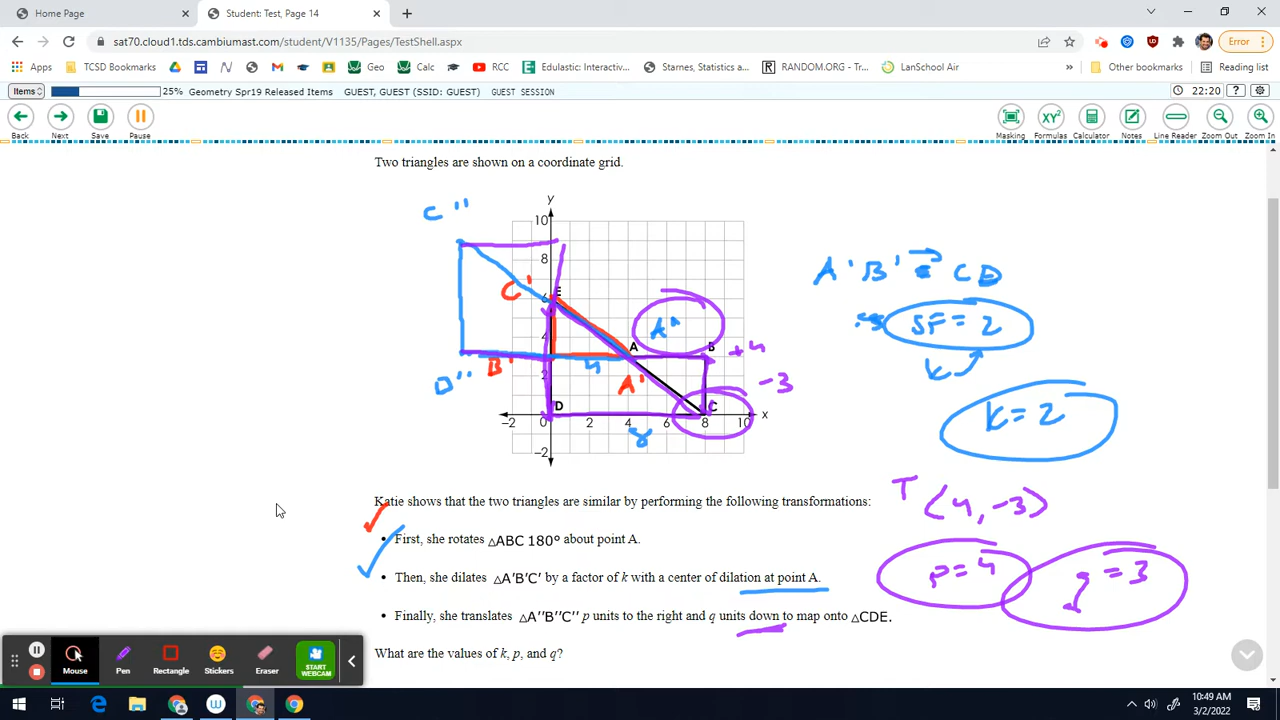 Home Page
Student: Test, Page 14
sat70.cloud1.tds.cambiumast.com/student/V1135/Pages/TestShell.aspx
Error
Apps TCSD Bookmarks Geo Calc RCC Edulastic: Interactiv... Starnes, Statistics a... RANDOM.ORG - Tr... LanSchool Air » Other bookmarks Reading list
Items 25% Geometry Spr19 Released Items GUEST, GUEST (SSID: GUEST) GUEST SESSION 22:20 ?
Back Next Save Pause Masking Formulas Calculator Notes Line Reader Zoom Out Zoom In
XY²
Two triangles are shown on a coordinate grid.
C"
y
10
8
6
4
2
E
C'
A"
A
B
+4
D"
B'
4
A'
-3
D
C
-2 0 2 4 6 8 10 x
8
-2
A'B' → CD
SF = 2
k
k = 2
T (4, -3)
p = 4
q = 3
Katie shows that the two triangles are similar by performing the following transformations:
• First, she rotates △ABC 180° about point A.
• Then, she dilates △A'B'C' by a factor of k with a center of dilation at point A.
• Finally, she translates △A''B''C'' p units to the right and q units down to map onto △CDE.
What are the values of k, p, and q?
Mouse Pen Rectangle Stickers Eraser START WEBCAM
10:49 AM
3/2/2022